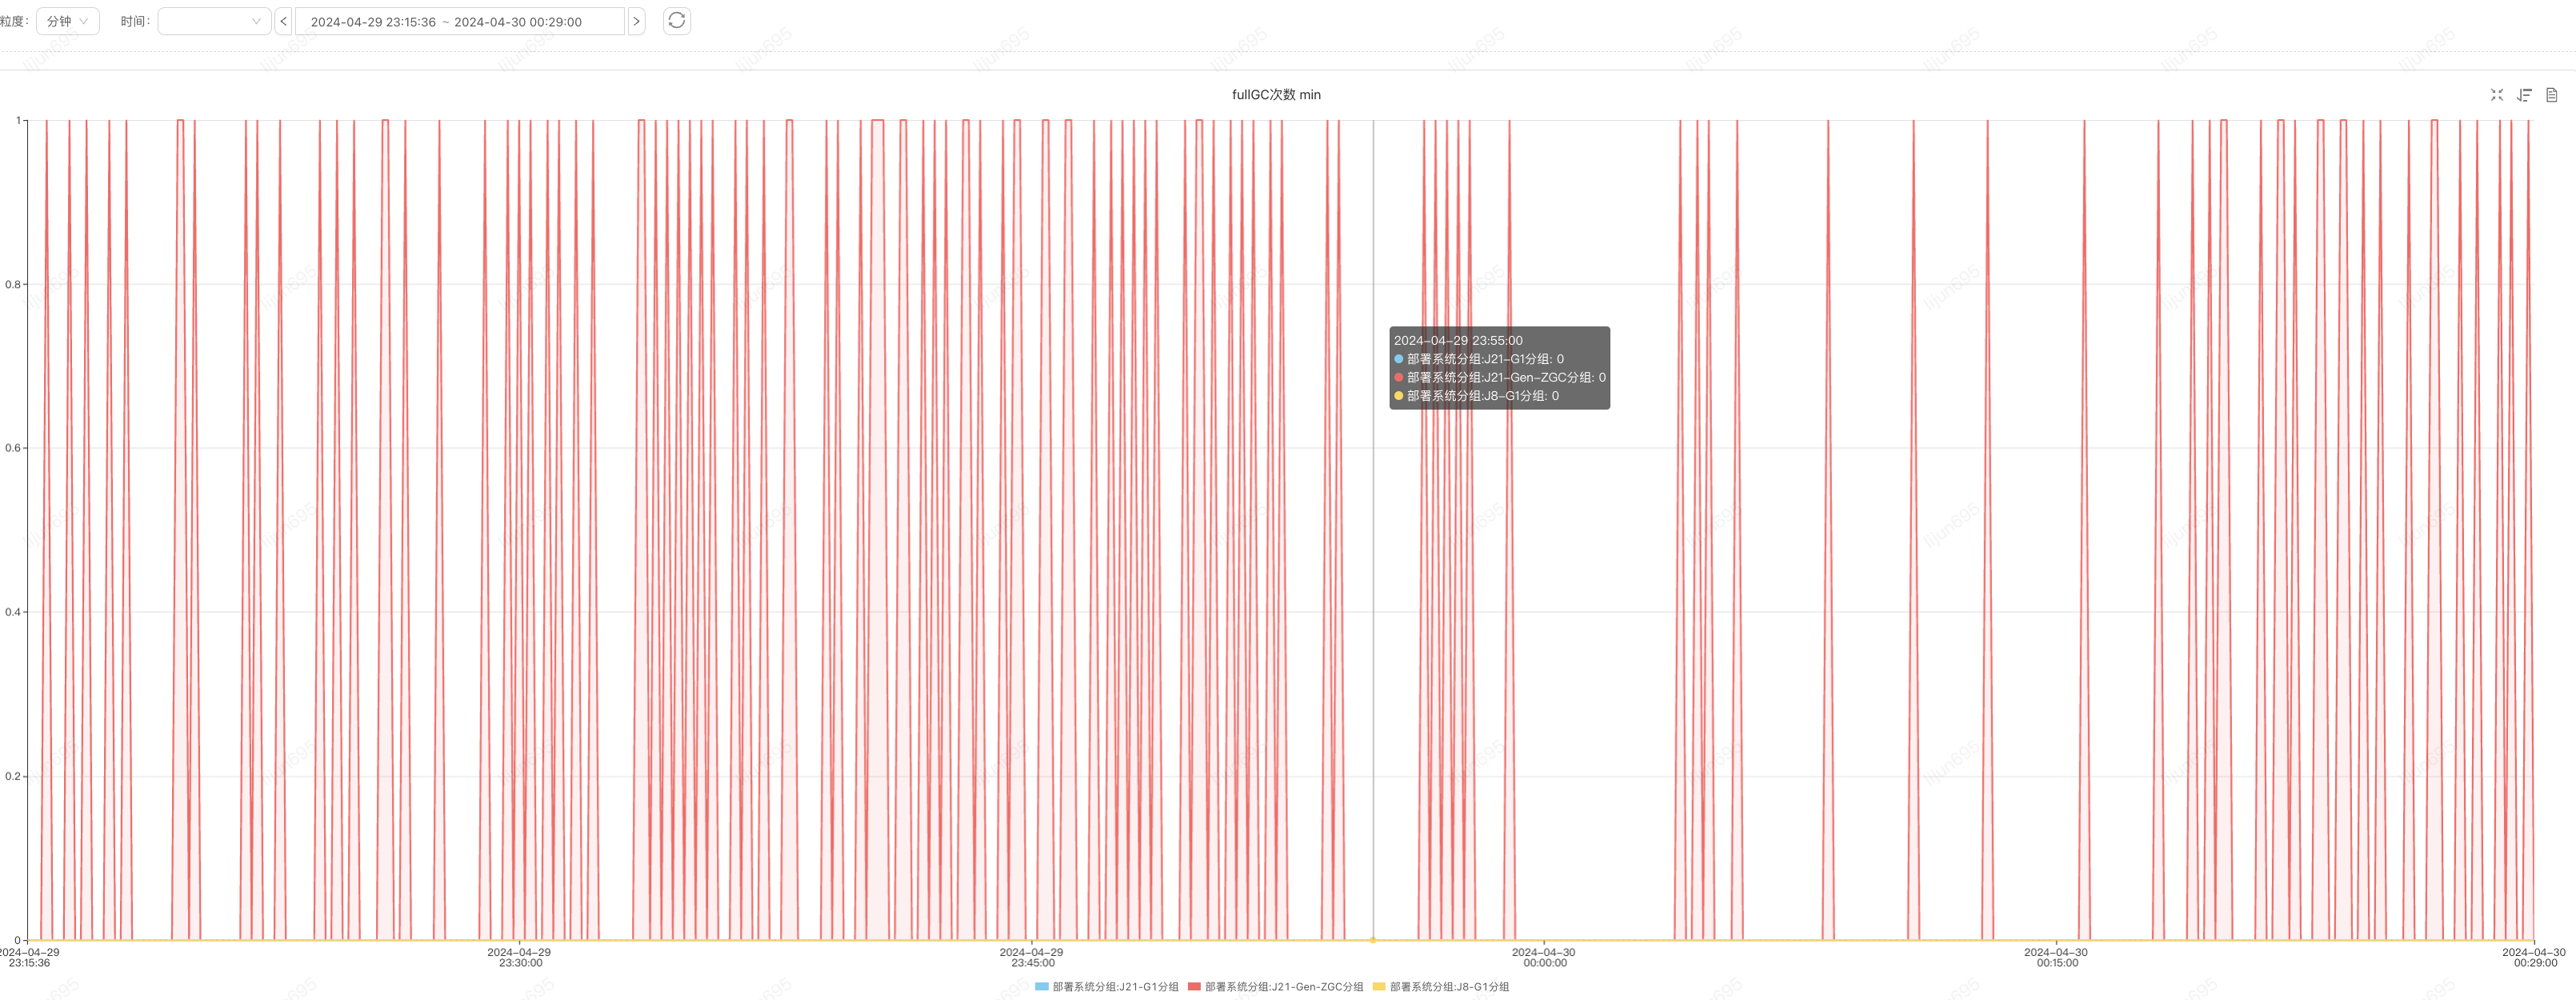 粒度: 分钟 时间: 2024-04-29 23:15:36 ~ 2024-04-30 00:29:00
fullGC次数 min
1
0.8
0.6
0.4
0.2
0
2024-04-29 23:55:00
部署系统分组:J21-G1分组: 0
部署系统分组:J21-Gen-ZGC分组: 0
部署系统分组:J8-G1分组: 0
2024-04-29
23:15:36
2024-04-29
23:30:00
2024-04-29
23:45:00
2024-04-30
00:00:00
2024-04-30
00:15:00
2024-04-30
00:29:00
部署系统分组:J21-G1分组 部署系统分组:J21-Gen-ZGC分组 部署系统分组:J8-G1分组
lijun695